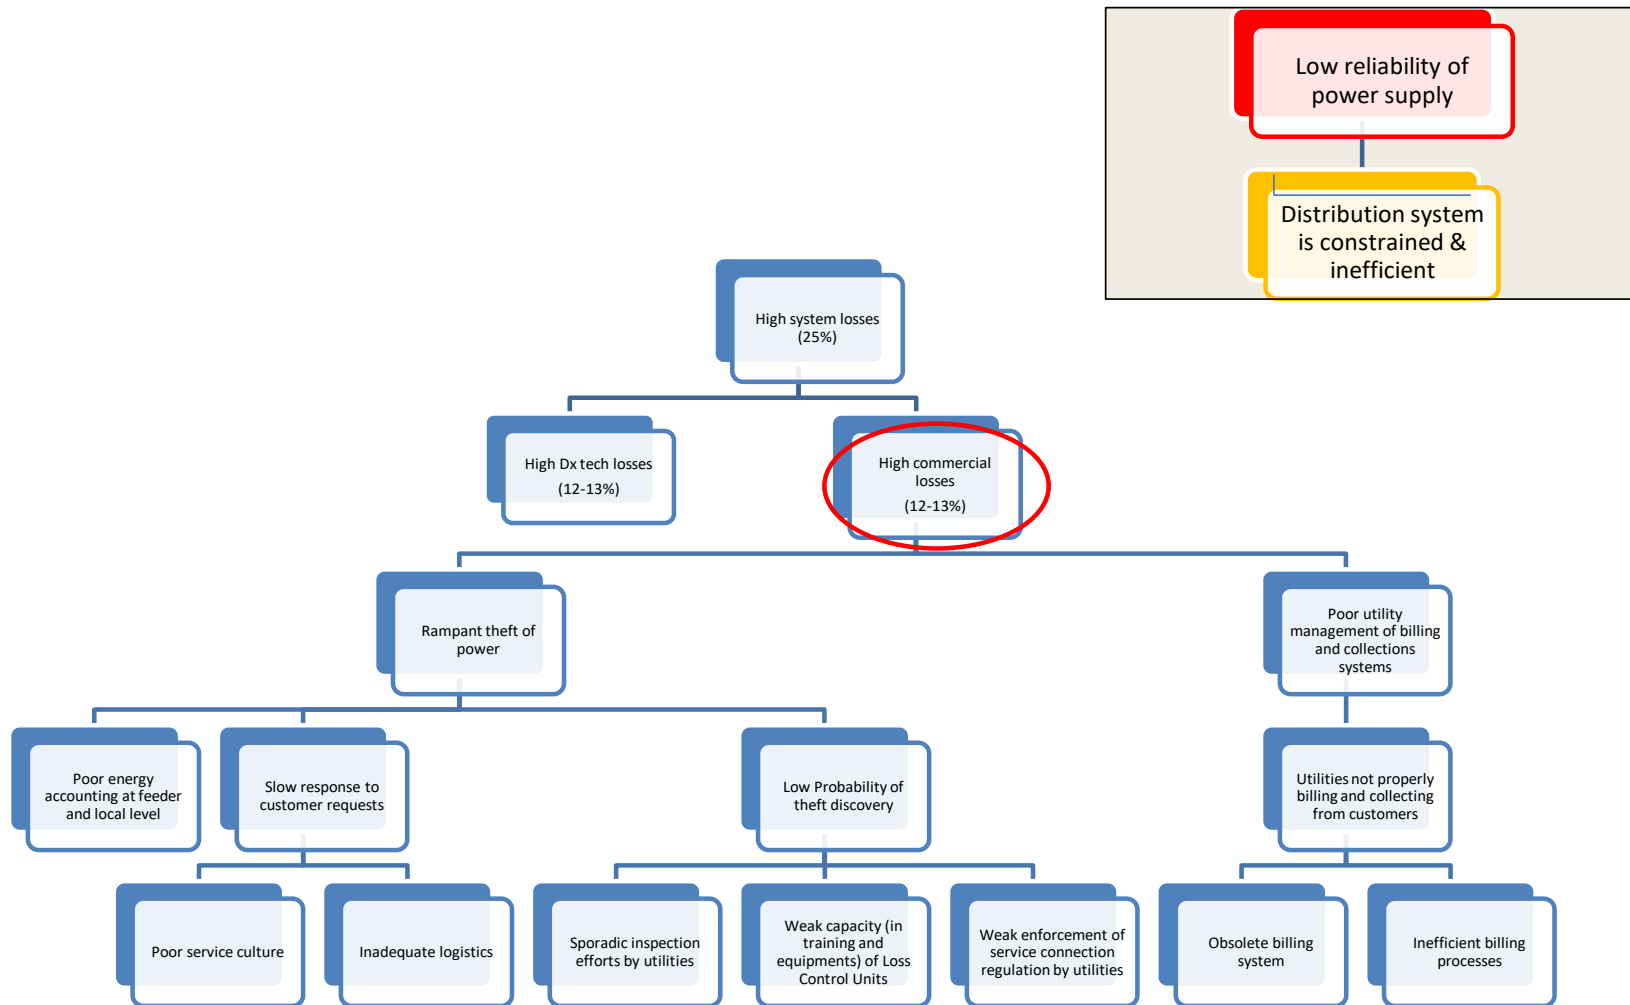 Low reliability of
power supply
Distribution system
is constrained &
inefficient
High system losses
(25%)
High Dx tech losses
(12-13%)
High commercial
losses
(12-13%)
Rampant theft of
power
Poor utility
management of billing
and collections
systems
Poor energy
accounting at feeder
and local level
Slow response to
customer requests
Low Probability of
theft discovery
Utilities not properly
billing and collecting
from customers
Poor service culture
Inadequate logistics
Sporadic inspection
efforts by utilities
Weak capacity (in
training and
equipments) of Loss
Control Units
Weak enforcement of
service connection
regulation by utilities
Obsolete billing
system
Inefficient billing
processes